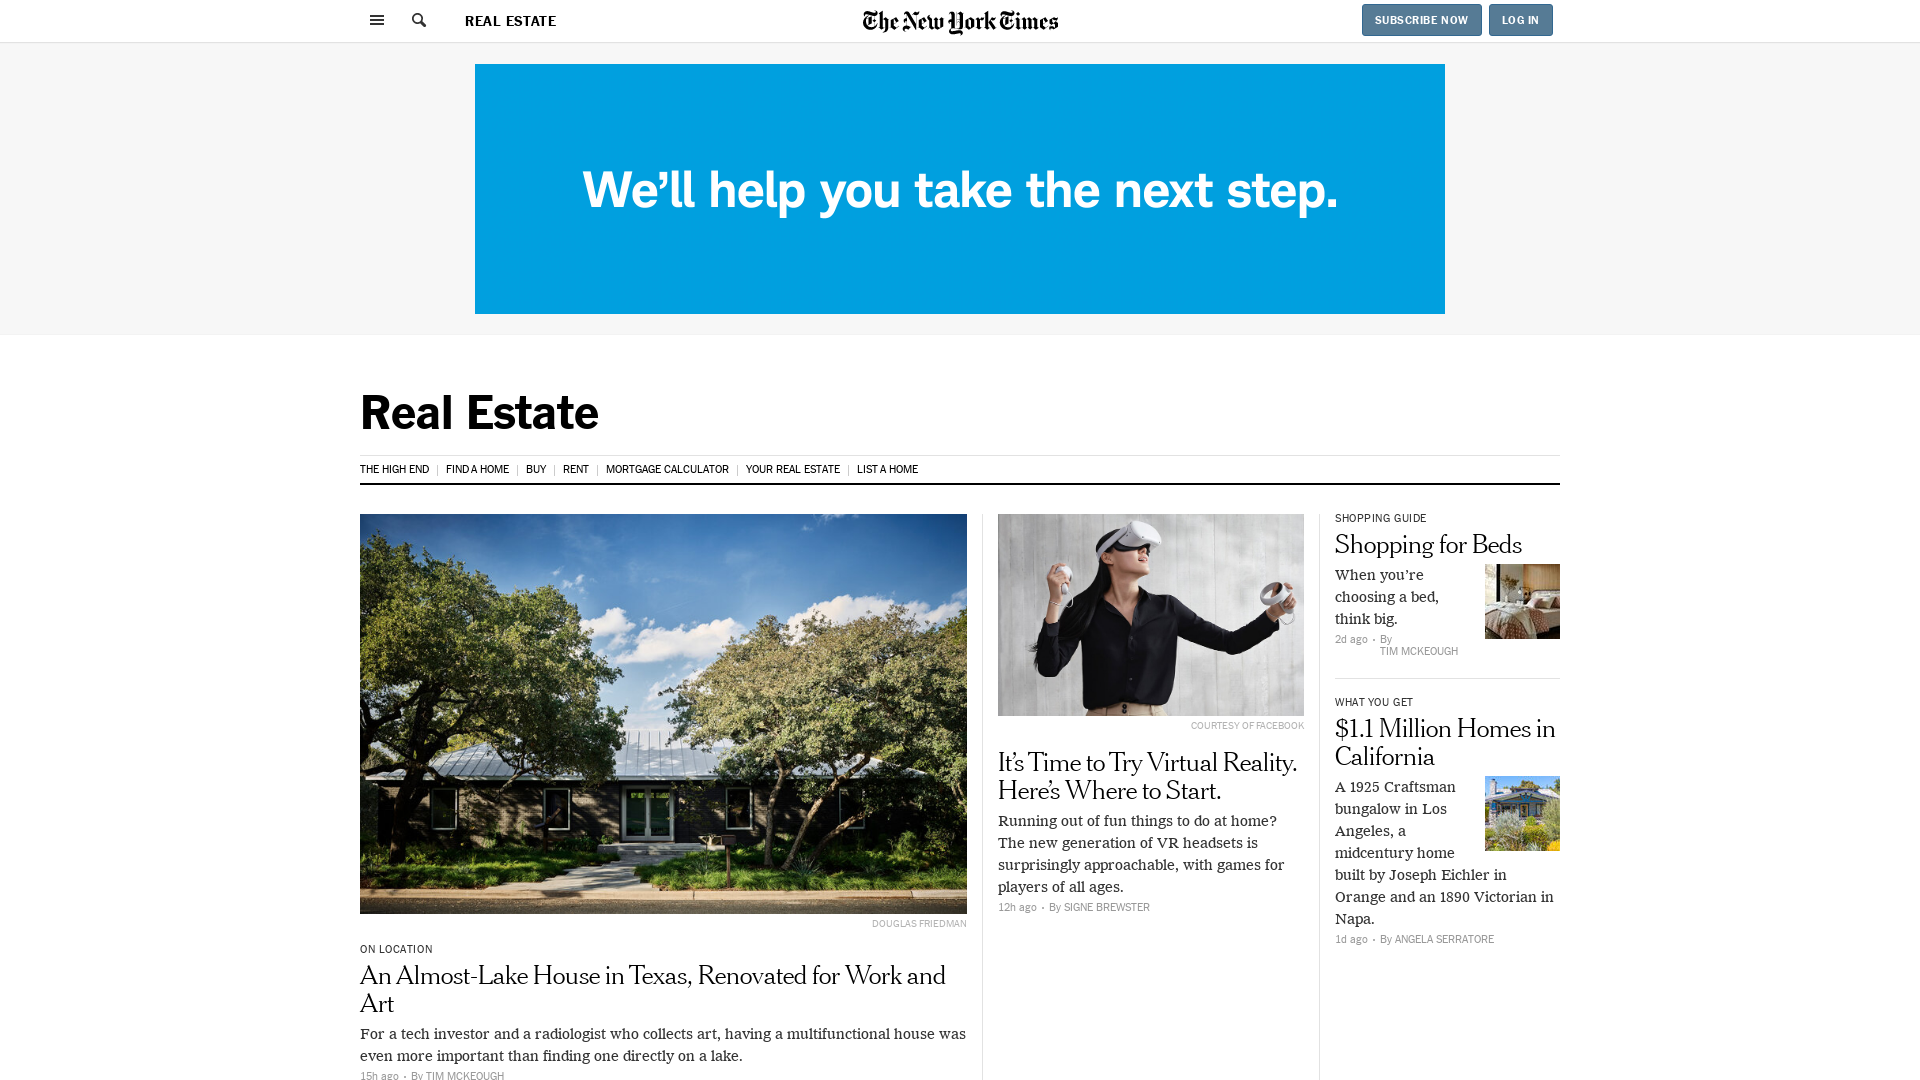 REAL ESTATE
The New York Times
SUBSCRIBE NOW
LOG IN
We’ll help you take the next step.
Real Estate
THE HIGH END
FIND A HOME
BUY
RENT
MORTGAGE CALCULATOR
YOUR REAL ESTATE
LIST A HOME
DOUGLAS FRIEDMAN
ON LOCATION
An Almost-Lake House in Texas, Renovated for Work and
Art
For a tech investor and a radiologist who collects art, having a multifunctional house was
even more important than finding one directly on a lake.
15h ago · By TIM MCKEOUGH
COURTESY OF FACEBOOK
It’s Time to Try Virtual Reality.
Here’s Where to Start.
Running out of fun things to do at home?
The new generation of VR headsets is
surprisingly approachable, with games for
players of all ages.
12h ago · By SIGNE BREWSTER
SHOPPING GUIDE
Shopping for Beds
When you’re
choosing a bed,
think big.
2d ago · By
TIM MCKEOUGH
WHAT YOU GET
$1.1 Million Homes in
California
A 1925 Craftsman
bungalow in Los
Angeles, a
midcentury home
built by Joseph Eichler in
Orange and an 1890 Victorian in
Napa.
1d ago · By ANGELA SERRATORE